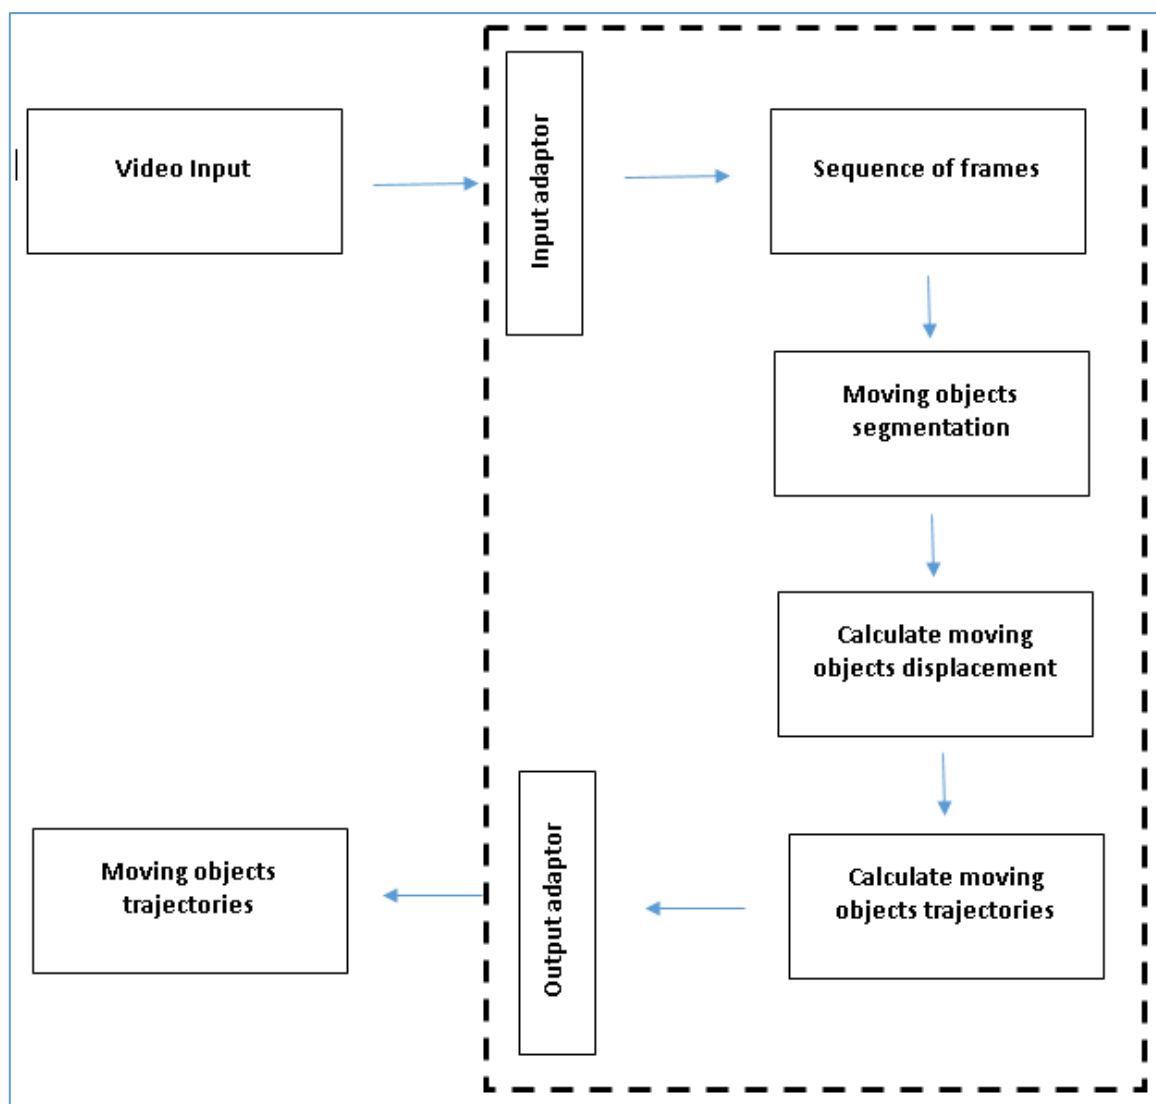 Video Input
Input adaptor
Sequence of frames
Moving objects
segmentation
Calculate moving
objects displacement
Calculate moving
objects trajectories
Output adaptor
Moving objects
trajectories